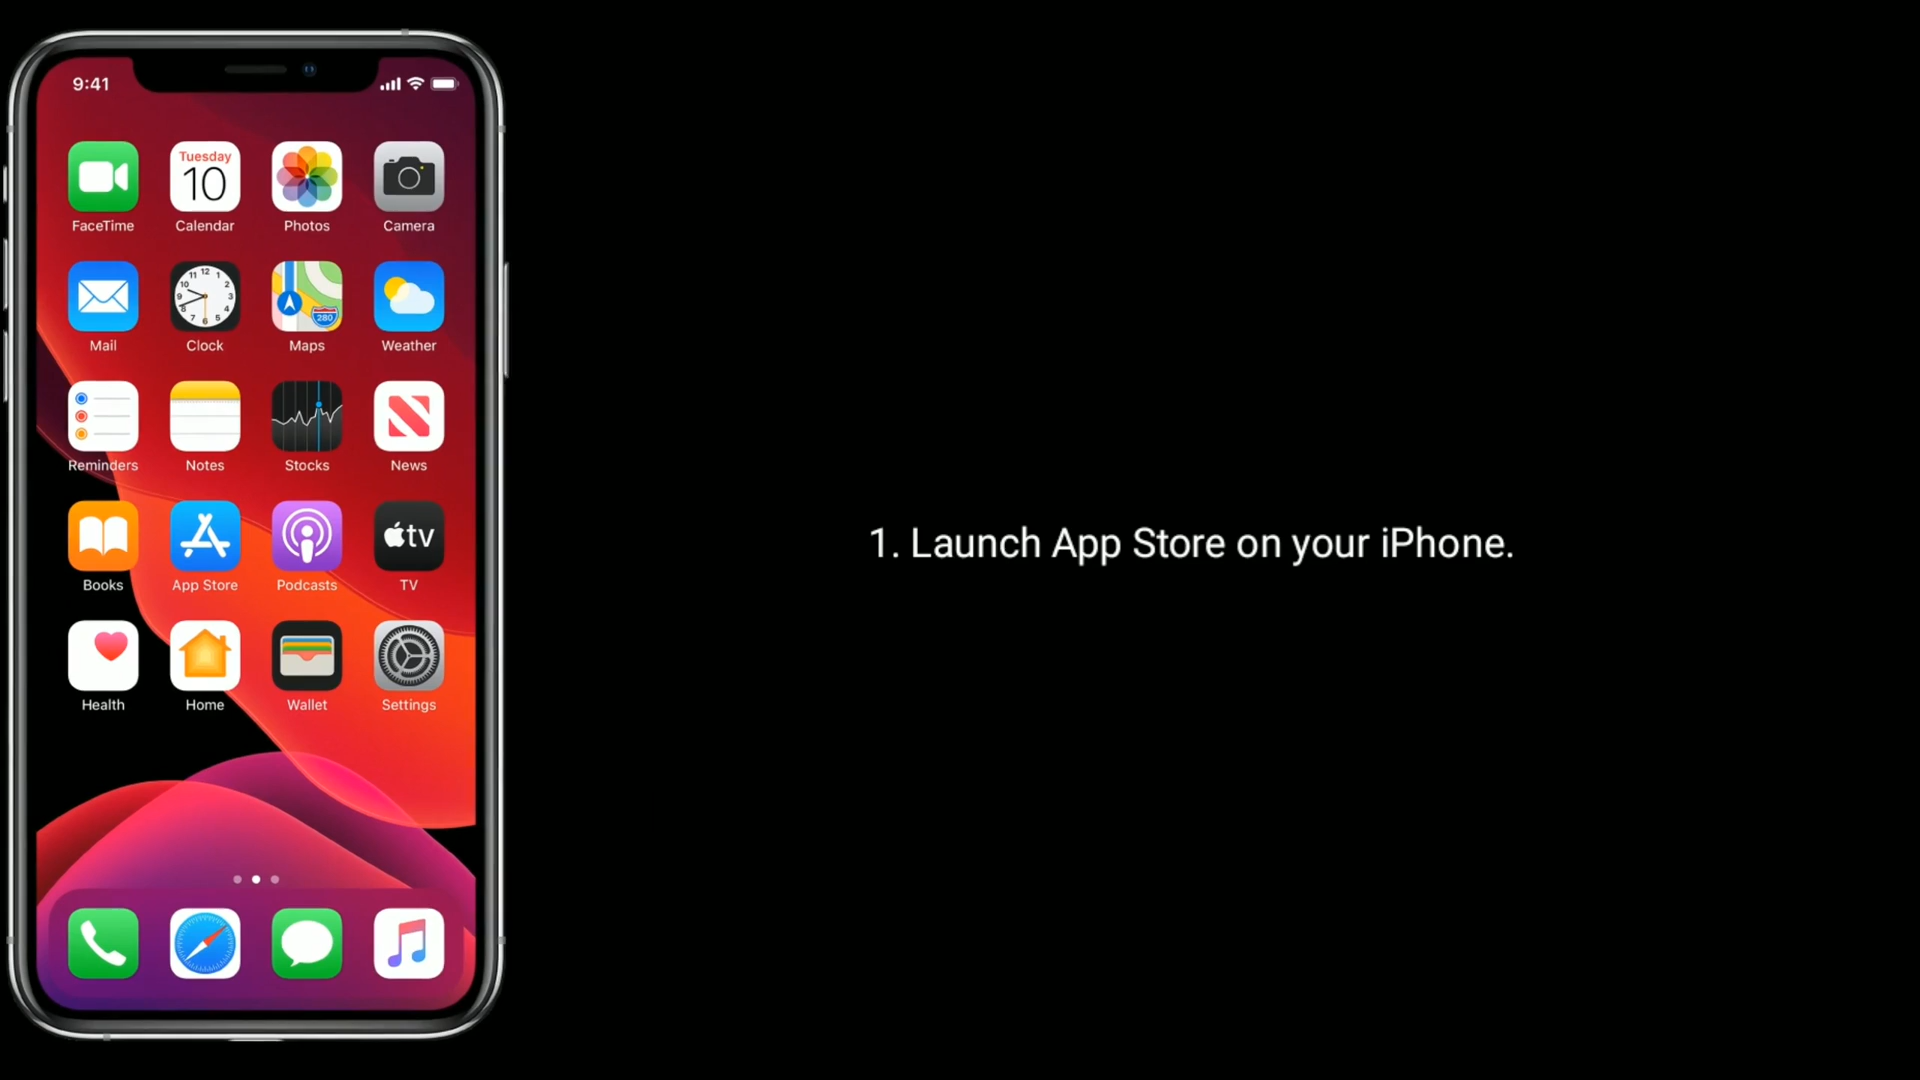 9:41
Tuesday
10
FaceTime Calendar Photos Camera
280
Mail Clock Maps Weather
Reminders Notes Stocks News
tv
Books App Store Podcasts TV
Health Home Wallet Settings
1. Launch App Store on your iPhone.